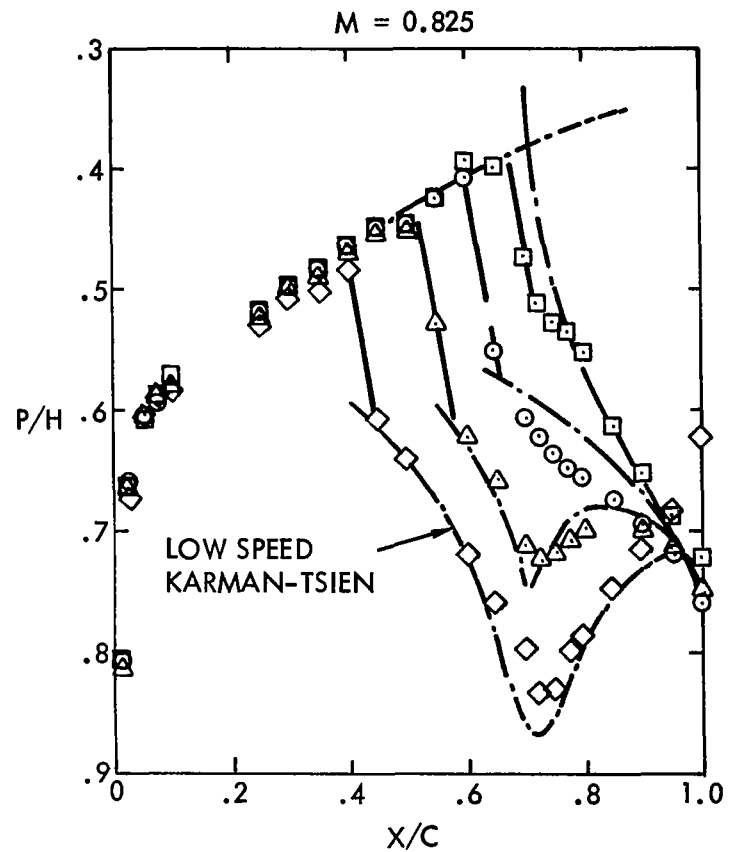 M = 0.825
.3
.4
.5
P/H
.6
.7
LOW SPEED
KARMAN-TSIEN
.8
.9
0 .2 .4 .6 .8 1.0
X/C